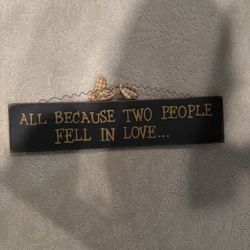 ALL BECAUSE TWO PEOPLE
FELL IN LOVE...